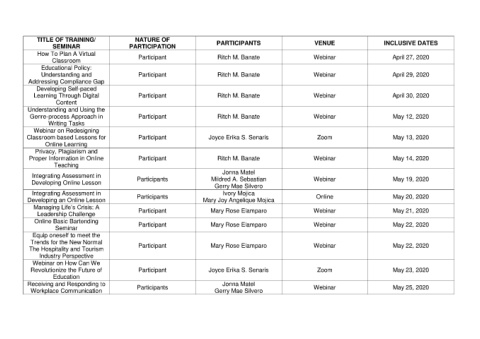 TITLE OF TRAINING/
SEMINAR
NATURE OF
PARTICIPATION
PARTICIPANTS
VENUE
INCLUSIVE DATES
How To Plan A Virtual
Classroom
Participant
Ritch M. Banate
Webinar
April 27, 2020
Educational Policy:
Understanding and
Addressing Compliance Gap
Participant
Ritch M. Banate
Webinar
April 29, 2020
Developing Self-paced
Learning Through Digital
Content
Participant
Ritch M. Banate
Webinar
April 30, 2020
Understanding and Using the
Genre-process Approach in
Writing Tasks
Participant
Ritch M. Banate
Webinar
May 12, 2020
Webinar on Redesigning
Classroom based Lessons for
Online Learning
Participant
Joyce Erika S. Senaris
Zoom
May 13, 2020
Privacy, Plagiarism and
Proper Information in Online
Teaching
Participant
Ritch M. Banate
Webinar
May 14, 2020
Integrating Assessment in
Developing Online Lesson
Participants
Jonna Matel
Mildred A. Sebastian
Gerry Mae Silvero
Webinar
May 19, 2020
Integrating Assessment in
Developing an Online Lesson
Participants
Ivory Mojica
Mary Joy Angelique Mojica
Online
May 20, 2020
Managing Life's Crisis: A
Leadership Challenge
Participant
Mary Rose Elamparo
Webinar
May 21, 2020
Online Basic Bartending
Seminar
Participant
Mary Rose Elamparo
Webinar
May 22, 2020
Equip oneself to meet the
Trends for the New Normal
The Hospitality and Tourism
Industry Perspective
Participant
Mary Rose Elamparo
Webinar
May 22, 2020
Webinar on How Can We
Revolutionize the Future of
Education
Participant
Joyce Erika S. Senaris
Zoom
May 23, 2020
Receiving and Responding to
Workplace Communication
Participants
Jonna Matel
Gerry Mae Silvero
Webinar
May 25, 2020